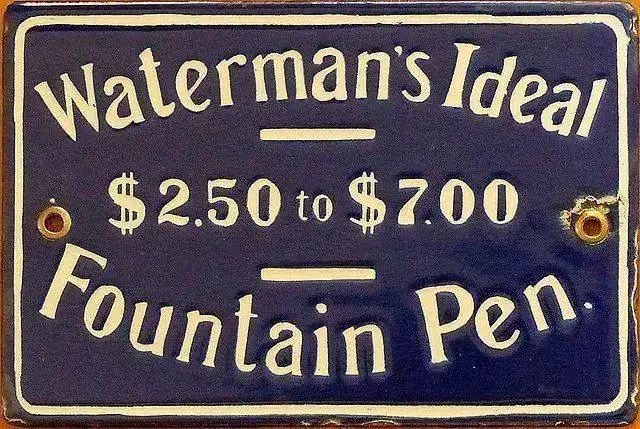 Waterman's Ideal
$2.50 to $7.00
Fountain Pen.